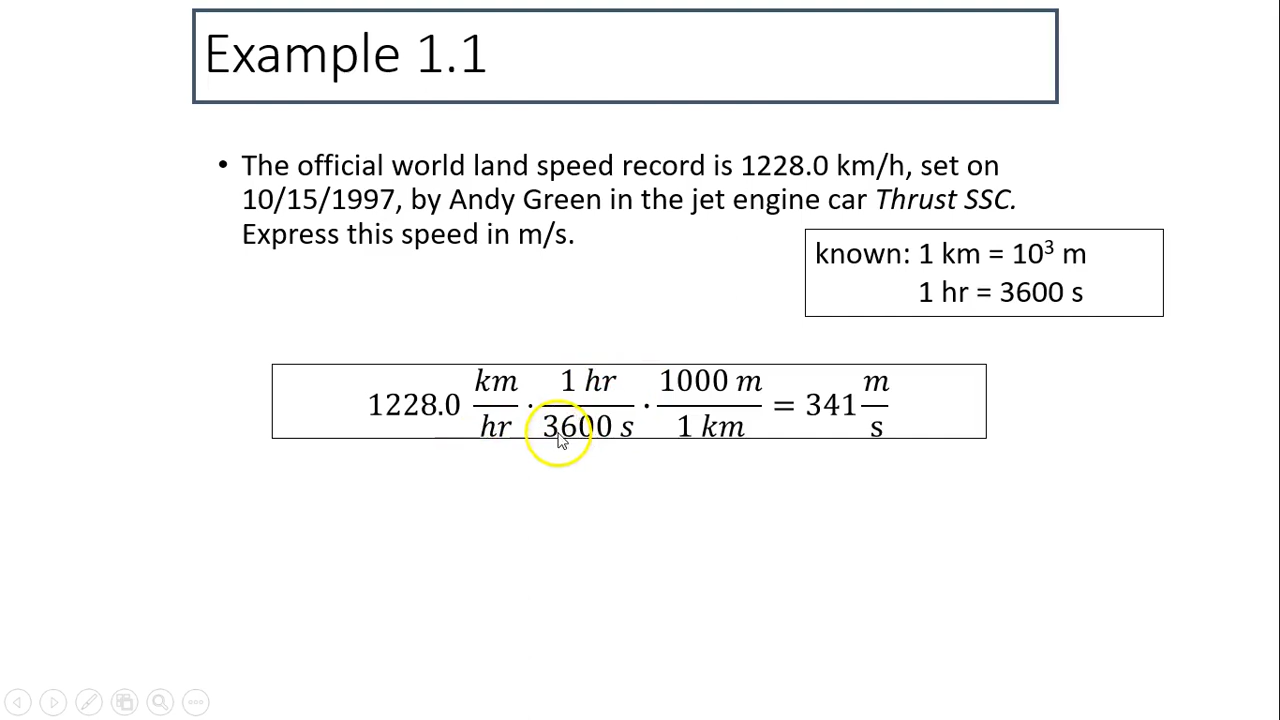 Example 1.1
• The official world land speed record is 1228.0 km/h, set on
10/15/1997, by Andy Green in the jet engine car Thrust SSC.
Express this speed in m/s.
known: 1 km = 10³ m
1 hr = 3600 s
1228.0 km/hr · 1 hr/3600 s · 1000 m/1 km = 341 m/s